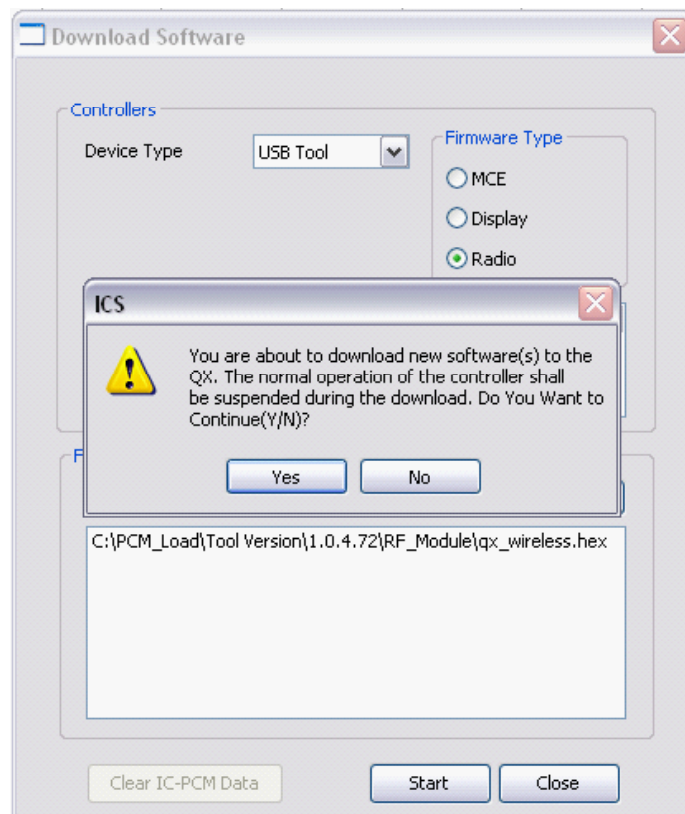 Download Software
Controllers
Device Type
USB Tool
Firmware Type
MCE
Display
Radio
ICS
You are about to download new software(s) to the
QX. The normal operation of the controller shall
be suspended during the download. Do You Want to
Continue(Y/N)?
Yes
No
F
C:\PCM_Load\Tool Version\1.0.4.72\RF_Module\qx_wireless.hex
Clear IC-PCM Data
Start
Close